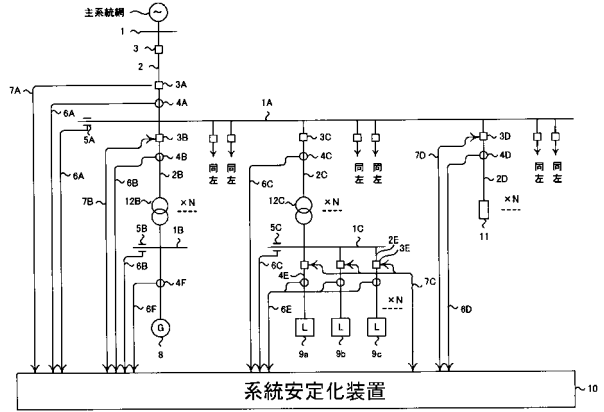 主系統網
1
3
2
7A
3A
4A
6A
5A
6A
1A
3B
4B
6B
2B
7B
12B
×N
5B
1B
6B
4F
6F
G
8
同左
同左
3C
4C
6C
2C
12C
×N
5C
1C
2E
3E
6C
4E
6E
7C
×N
L
L
L
9a
9b
9c
同左
同左
3D
7D
4D
2D
×N
11
6D
同左
同左
系統安定化装置
10